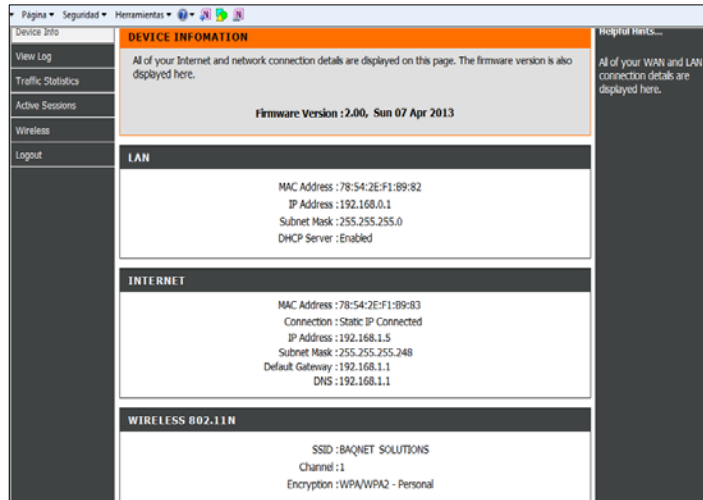 Página Seguridad Herramientas
Device Info
View Log
Traffic Statistics
Active Sessions
Wireless
Logout
DEVICE INFOMATION
All of your Internet and network connection details are displayed on this page. The firmware version is also
displayed here.
Firmware Version :2.00, Sun 07 Apr 2013
LAN
MAC Address :78:54:2E:F1:B9:82
IP Address :192.168.0.1
Subnet Mask :255.255.255.0
DHCP Server :Enabled
INTERNET
MAC Address :78:54:2E:F1:B9:83
Connection :Static IP Connected
IP Address :192.168.1.5
Subnet Mask :255.255.255.248
Default Gateway :192.168.1.1
DNS :192.168.1.1
WIRELESS 802.11N
SSID :BAQNET SOLUTIONS
Channel :1
Encryption :WPA/WPA2 - Personal
Helpful Hints...
All of your WAN and LAN
connection details are
displayed here.